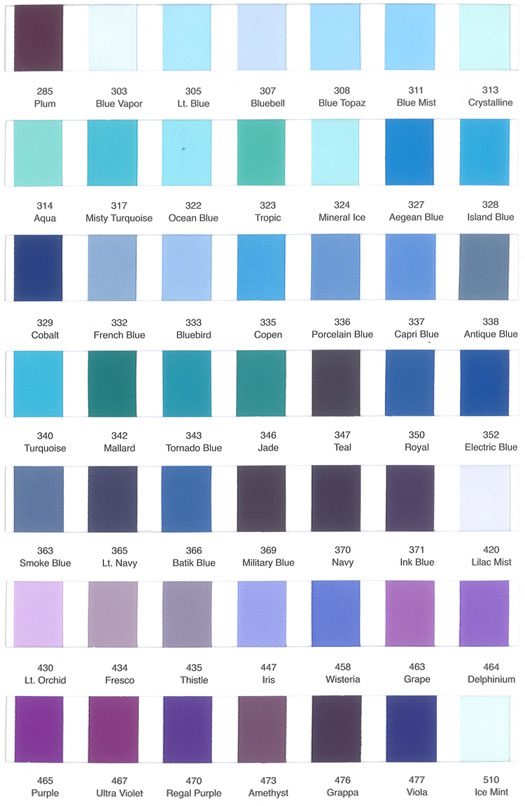 285 303 305 307 308 311 313
Plum Blue Vapor Lt. Blue Bluebell Blue Topaz Blue Mist Crystalline
314 317 322 323 324 327 328
Aqua Misty Turquoise Ocean Blue Tropic Mineral Ice Aegean Blue Island Blue
329 332 333 335 336 337 338
Cobalt French Blue Bluebird Copen Porcelain Blue Capri Blue Antique Blue
340 342 343 346 347 350 352
Turquoise Mallard Tornado Blue Jade Teal Royal Electric Blue
363 365 366 369 370 371 420
Smoke Blue Lt. Navy Batik Blue Military Blue Navy Ink Blue Lilac Mist
430 434 435 447 458 463 464
Lt. Orchid Fresco Thistle Iris Wisteria Grape Delphinium
465 467 470 473 476 477 510
Purple Ultra Violet Regal Purple Amethyst Grappa Viola Ice Mint